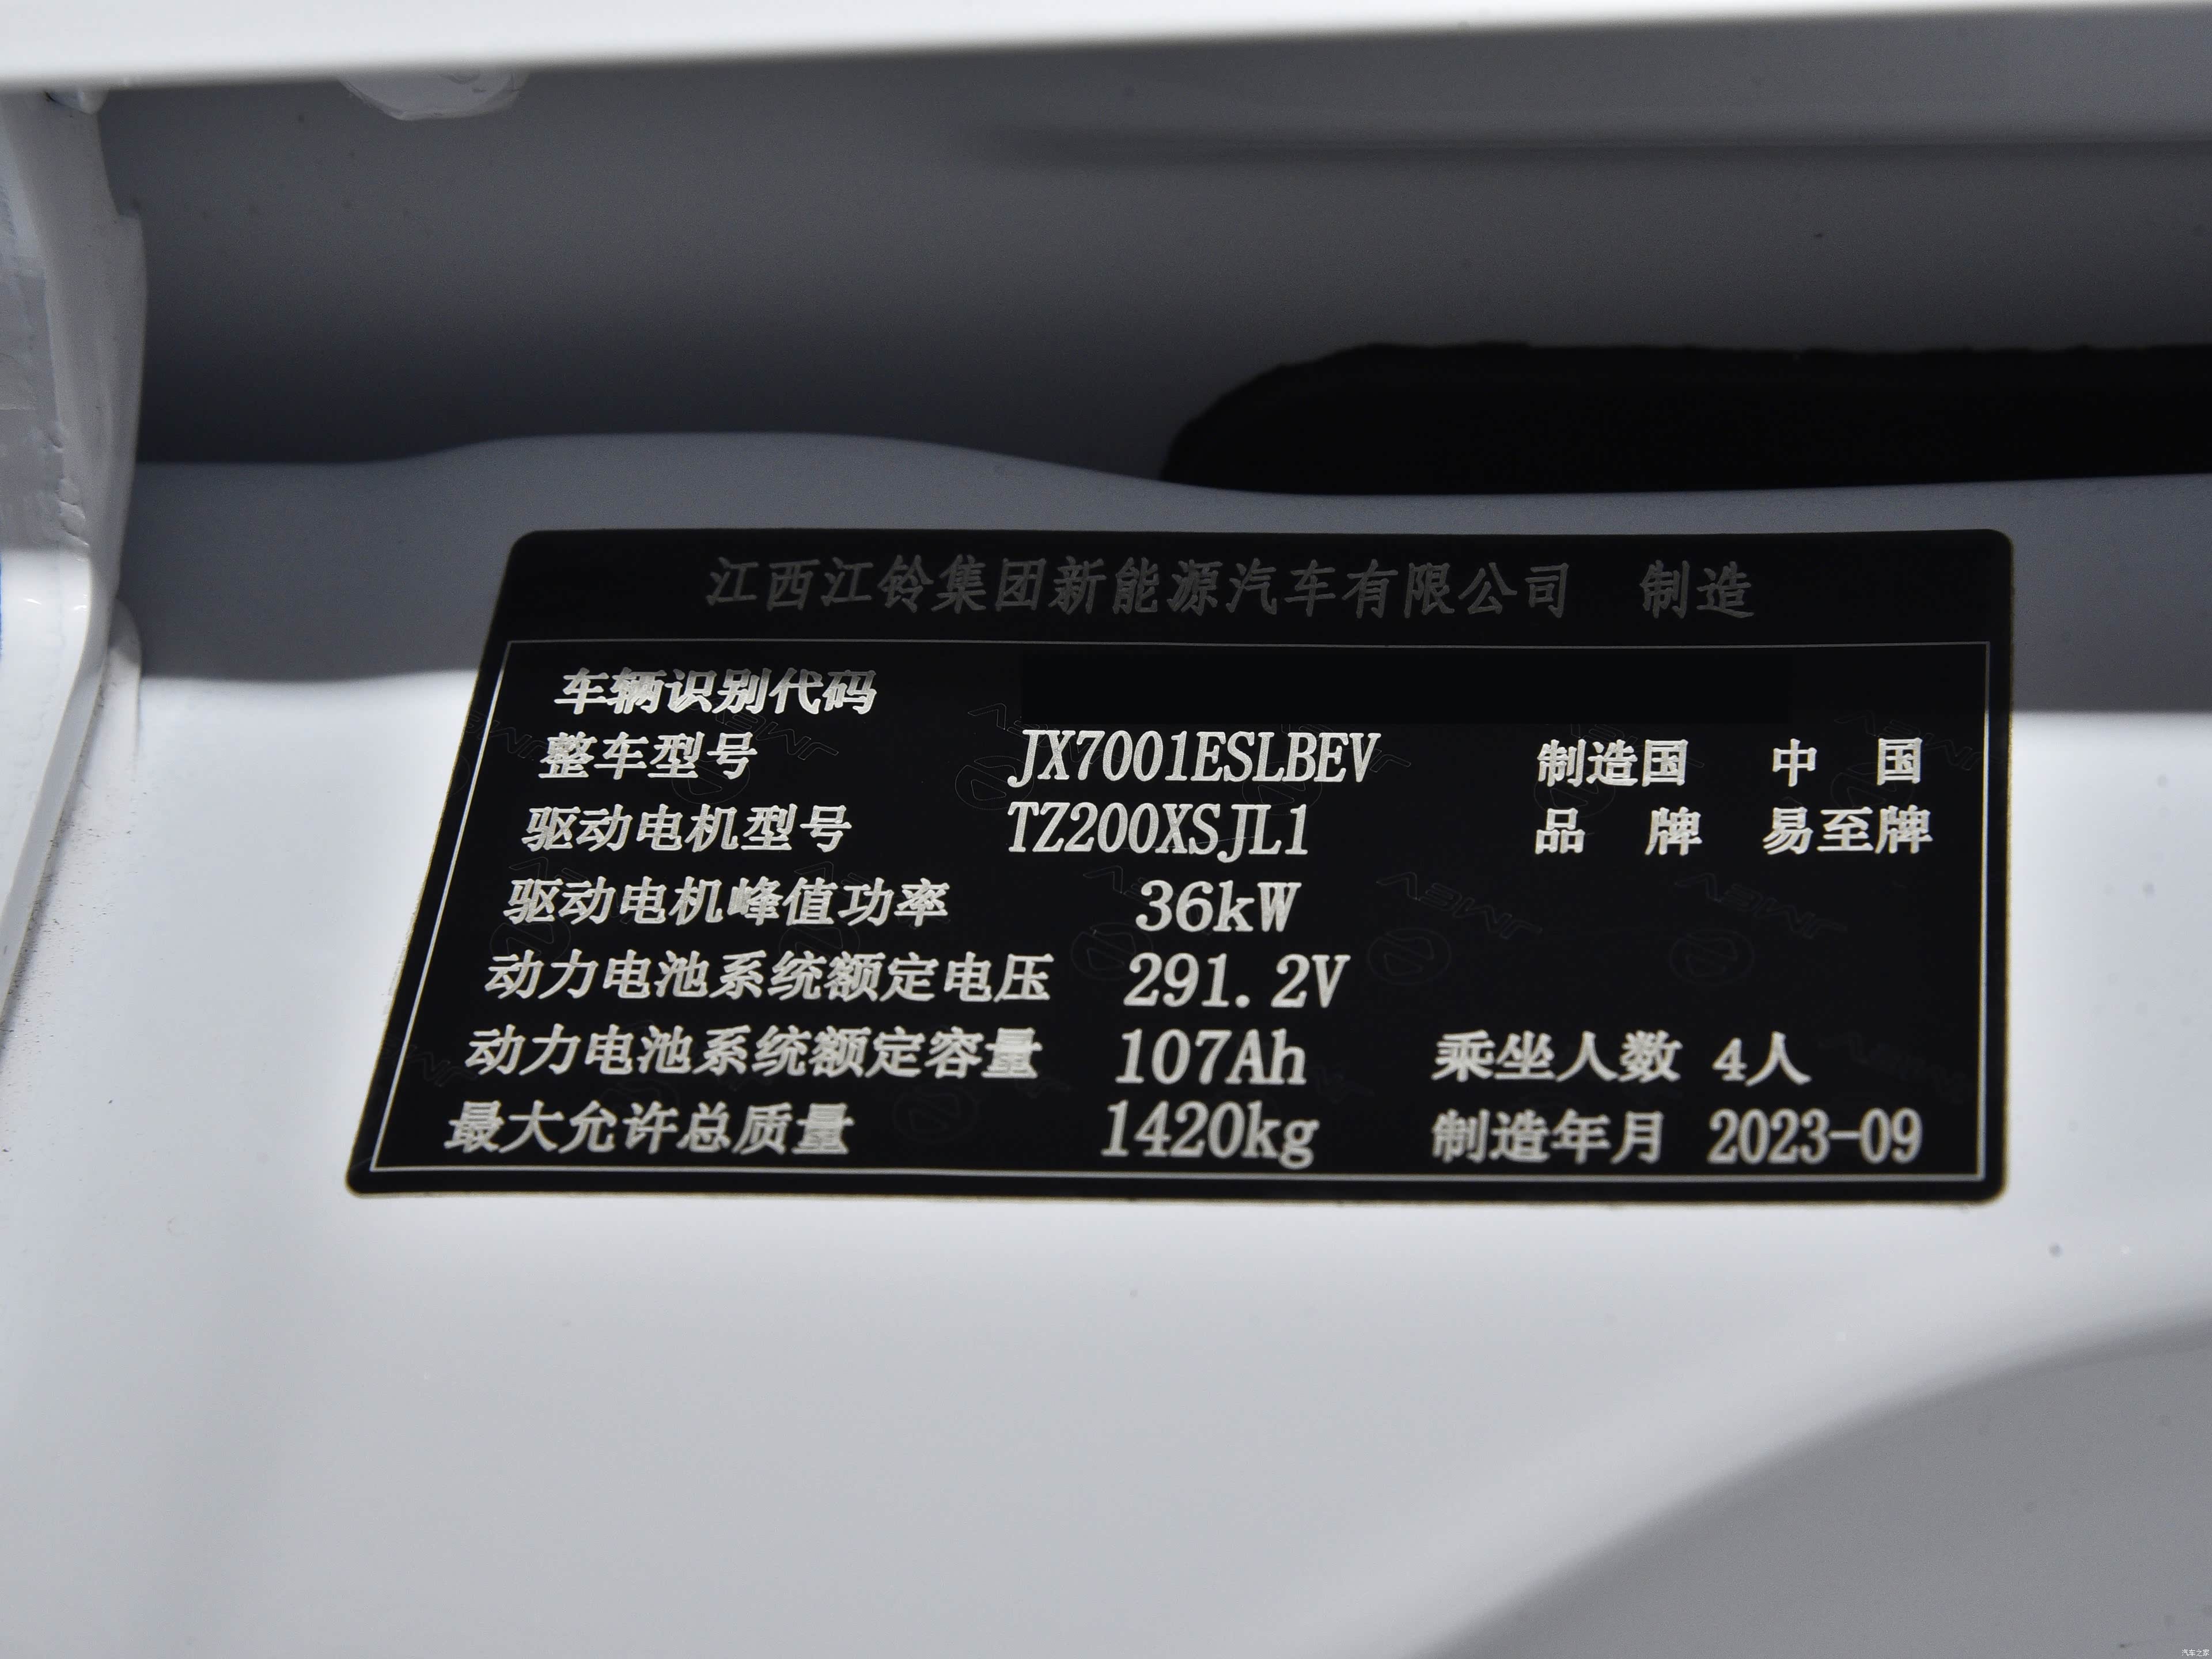 江西江铃集团新能源汽车有限公司 制造
车辆识别代码
整车型号 JX7001ESLBEV 制造国 中 国
驱动电机型号 TZ200XSJL1 品 牌 易至牌
驱动电机峰值功率 36kW
动力电池系统额定电压 291.2V
动力电池系统额定容量 107Ah 乘坐人数 4人
最大允许总质量 1420kg 制造年月 2023-09
汽车之家